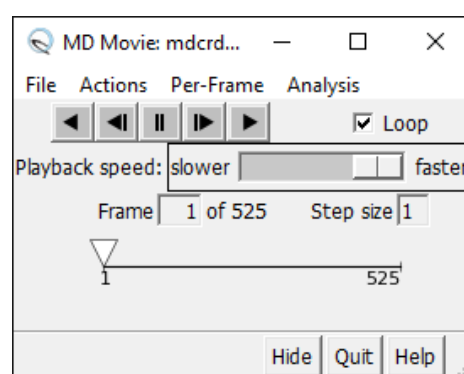 MD Movie: mdcrd...
File Actions Per-Frame Analysis
Loop
Playback speed: slower faster
Frame 1 of 525 Step size 1
1 525
Hide Quit Help